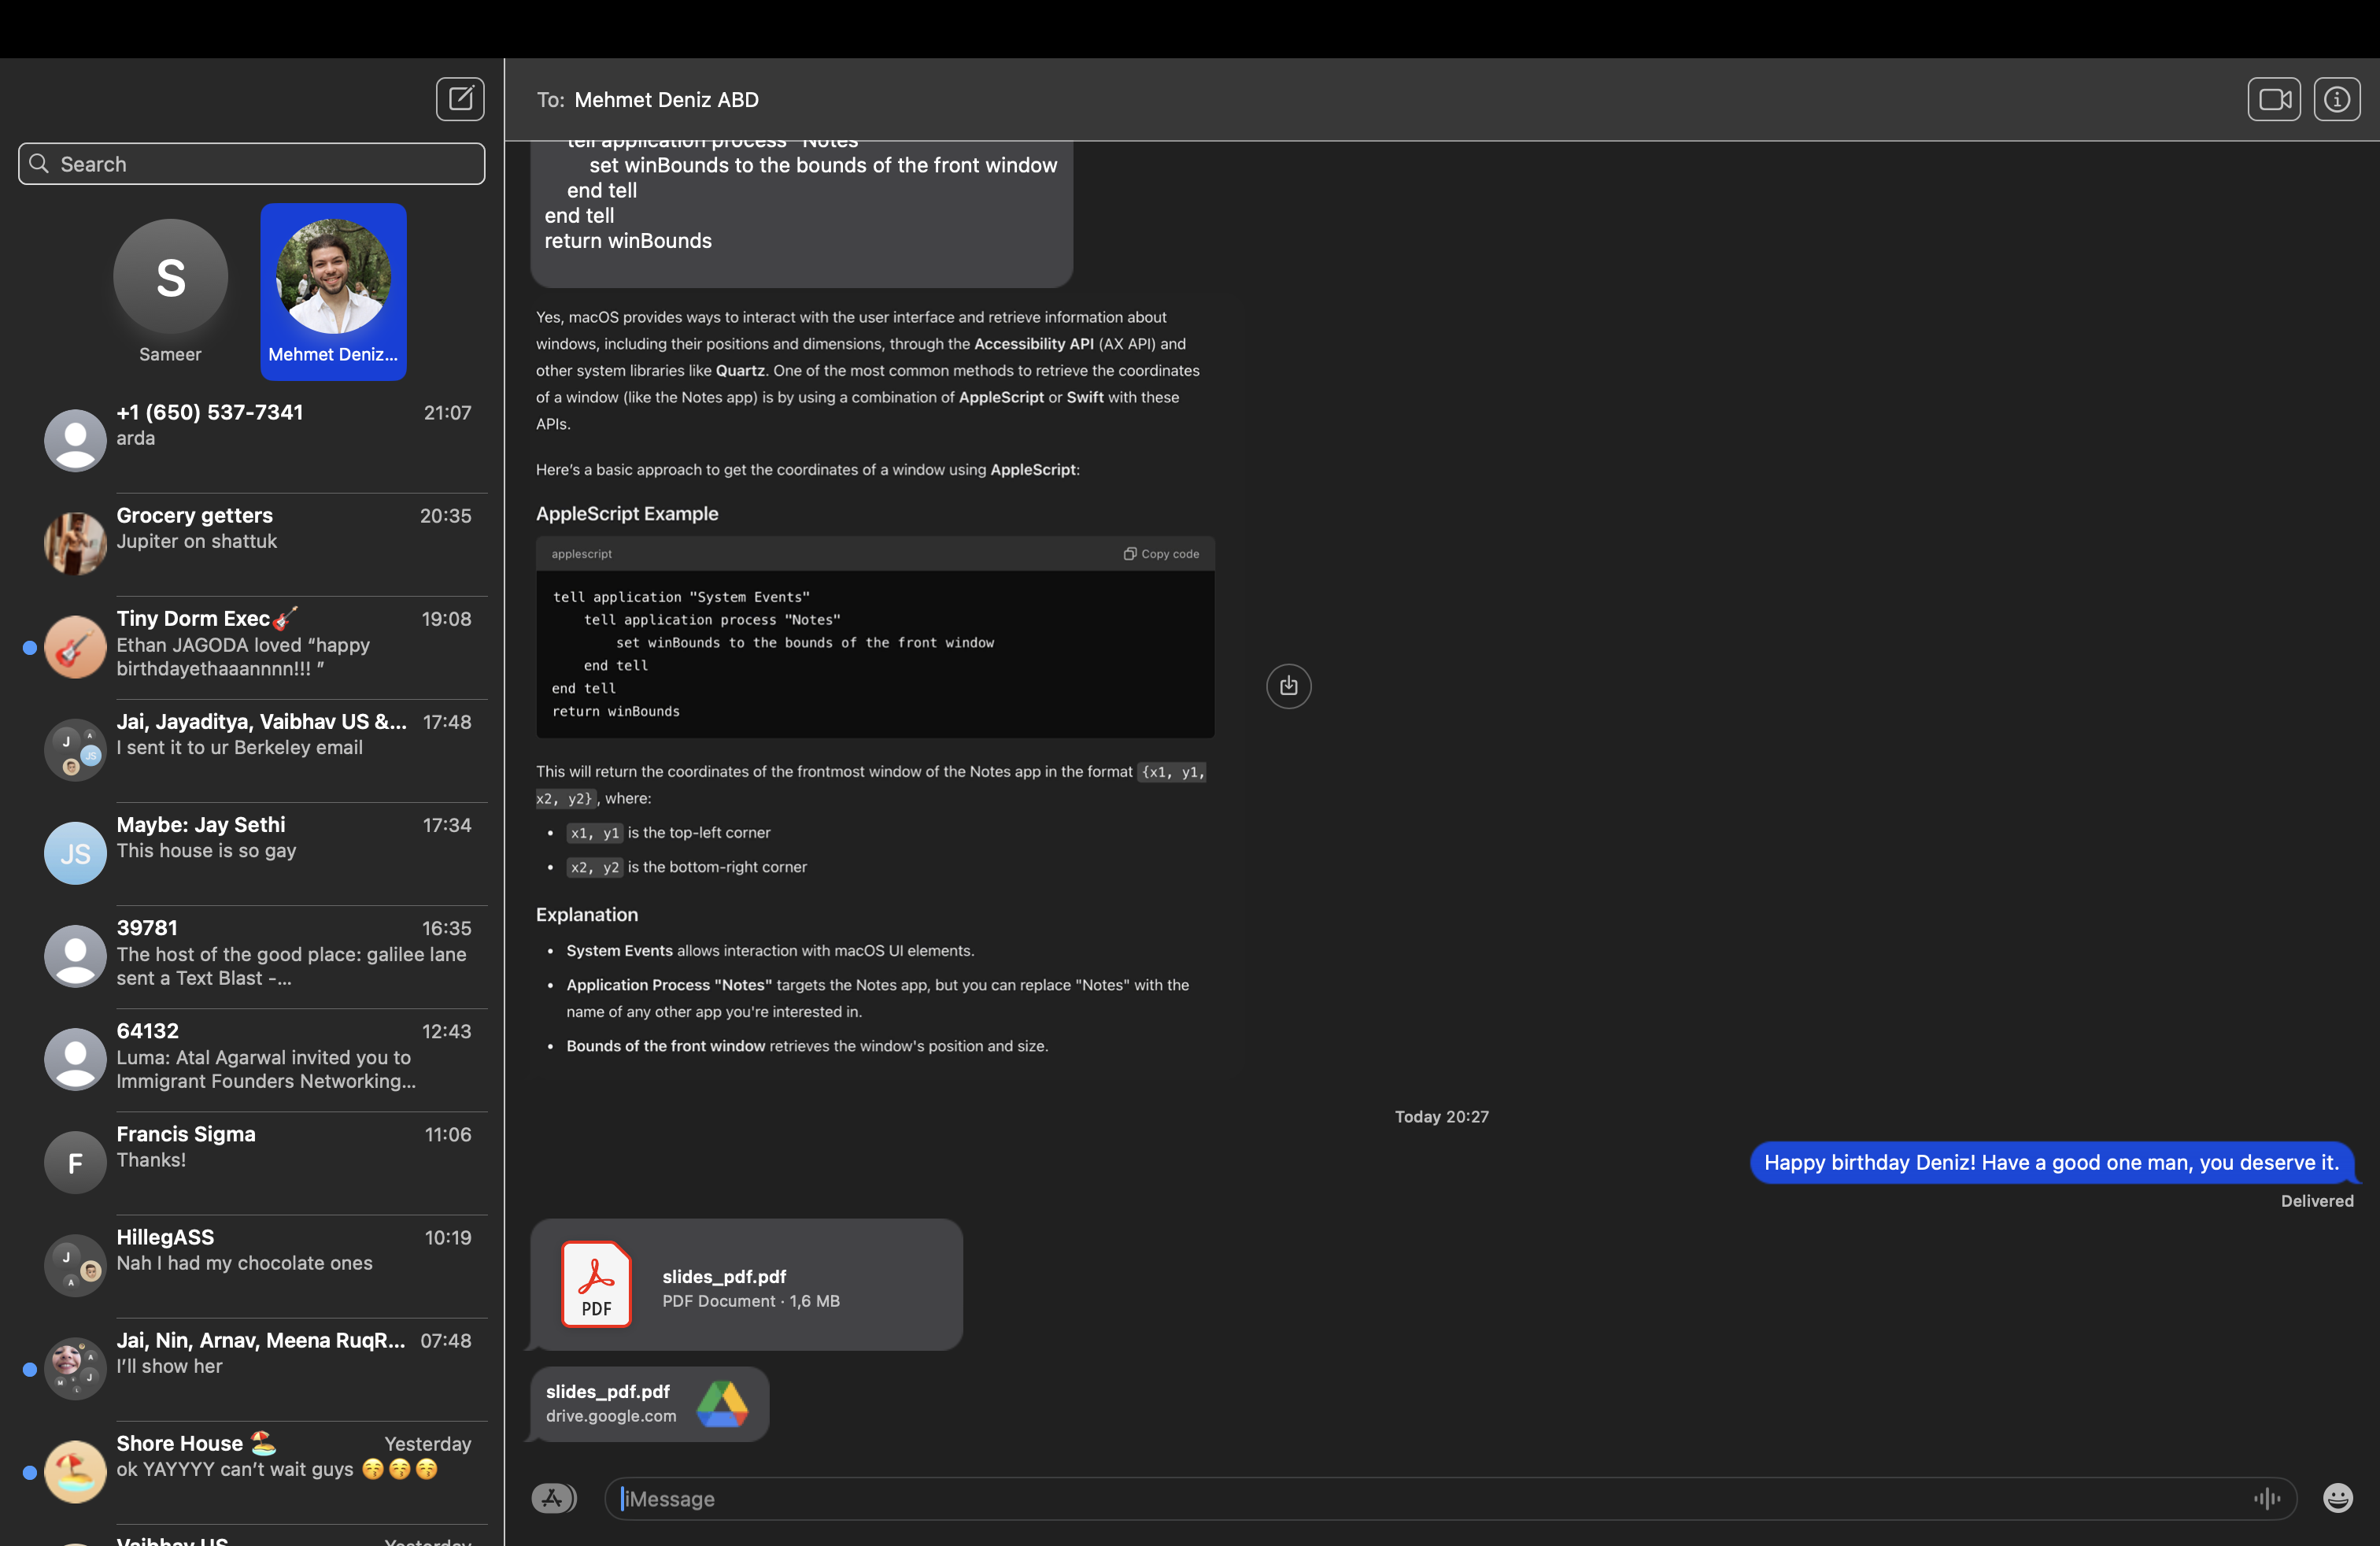 Search
S
Sameer
Mehmet Deniz...
+1 (650) 537-7341 21:07
arda
Grocery getters 20:35
Jupiter on shattuk
Tiny Dorm Exec🎸 19:08
Ethan JAGODA loved “happy
birthdayethaaannnn!!! ”
Jai, Jayaditya, Vaibhav US &... 17:48
I sent it to ur Berkeley email
J
A
JS
Maybe: Jay Sethi 17:34
This house is so gay
JS
39781 16:35
The host of the good place: galilee lane
sent a Text Blast -...
64132 12:43
Luma: Atal Agarwal invited you to
Immigrant Founders Networking...
Francis Sigma 11:06
Thanks!
F
HillegASS 10:19
Nah I had my chocolate ones
J
A
Jai, Nin, Arnav, Meena RuqR... 07:48
I’ll show her
A
M
J
L
Shore House 🏖️ Yesterday
ok YAYYYY can’t wait guys 😚😚😚
Vaibhav US Yesterday
To: Mehmet Deniz ABD
tell application process "Notes"
set winBounds to the bounds of the front window
end tell
end tell
return winBounds
Yes, macOS provides ways to interact with the user interface and retrieve information about
windows, including their positions and dimensions, through the Accessibility API (AX API) and
other system libraries like Quartz. One of the most common methods to retrieve the coordinates
of a window (like the Notes app) is by using a combination of AppleScript or Swift with these
APIs.
Here’s a basic approach to get the coordinates of a window using AppleScript:
AppleScript Example
applescript Copy code
tell application "System Events"
tell application process "Notes"
set winBounds to the bounds of the front window
end tell
end tell
return winBounds
This will return the coordinates of the frontmost window of the Notes app in the format {x1, y1,
x2, y2}, where:
• x1, y1 is the top-left corner
• x2, y2 is the bottom-right corner
Explanation
• System Events allows interaction with macOS UI elements.
• Application Process "Notes" targets the Notes app, but you can replace "Notes" with the
name of any other app you're interested in.
• Bounds of the front window retrieves the window's position and size.
Today 20:27
Happy birthday Deniz! Have a good one man, you deserve it.
Delivered
PDF
slides_pdf.pdf
PDF Document · 1,6 MB
slides_pdf.pdf
drive.google.com
iMessage